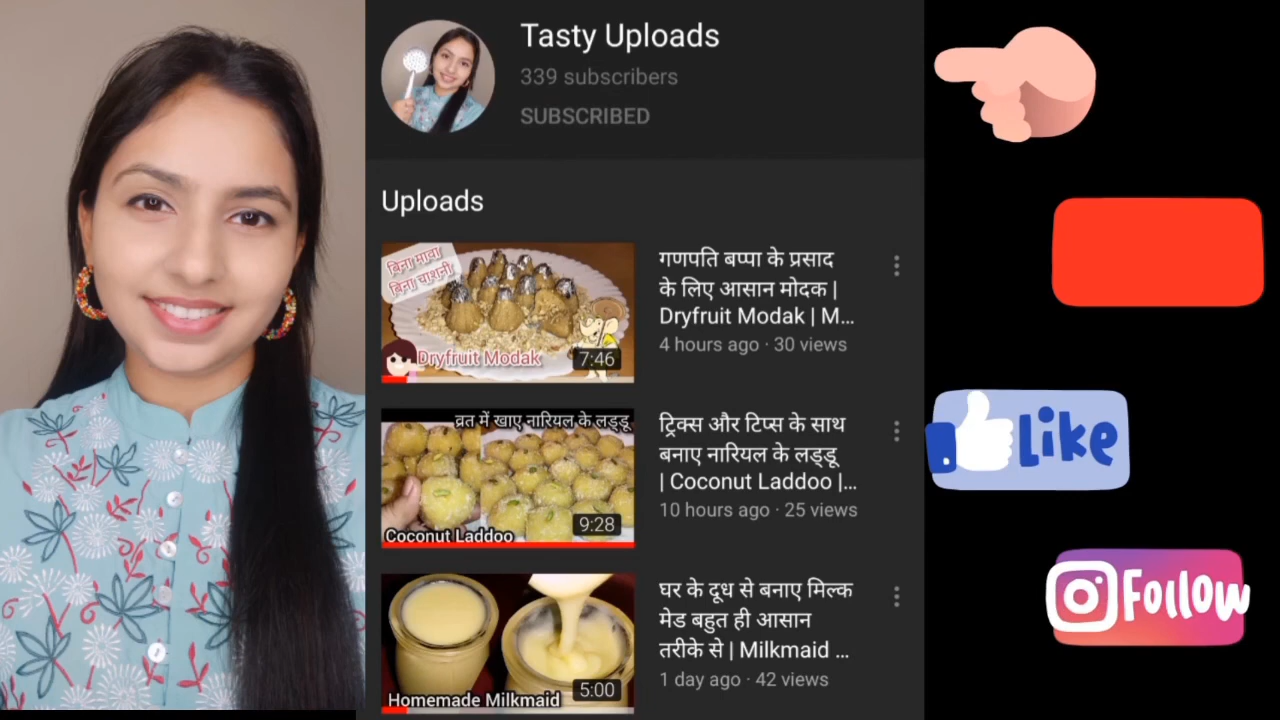 Tasty Uploads
339 subscribers
SUBSCRIBED
Uploads
बिना मावा
बिना चाशनी
Dryfruit Modak
7:46
गणपति बप्पा के प्रसाद
के लिए आसान मोदक |
Dryfruit Modak | M...
4 hours ago · 30 views
व्रत में खाए नारियल के लड्डू
Coconut Laddoo
9:28
ट्रिक्स और टिप्स के साथ
बनाए नारियल के लड्डू
| Coconut Laddoo |...
10 hours ago · 25 views
Homemade Milkmaid
5:00
घर के दूध से बनाए मिल्क
मेड बहुत ही आसान
तरीके से | Milkmaid ...
1 day ago · 42 views
Like
Follow